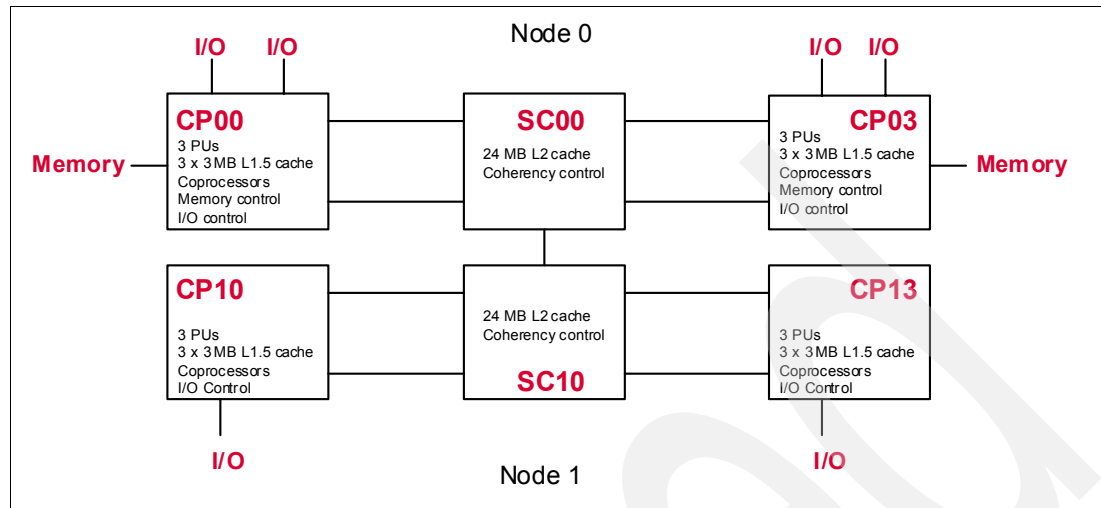 Node 0
I/O
I/O
I/O
I/O
CP00
3 PUs
3 x 3MB L1.5 cache
Coprocessors
Memory control
I/O control
Memory
SC00
24 MB L2 cache
Coherency control
CP03
3 PUs
3 x 3MB L1.5 cache
Coprocessors
Memory control
I/O control
Memory
CP10
3 PUs
3 x 3MB L1.5 cache
Coprocessors
I/O Control
I/O
24 MB L2 cache
Coherency control
SC10
CP13
3 PUs
3 x 3MB L1.5 cache
Coprocessors
I/O Control
I/O
Node 1